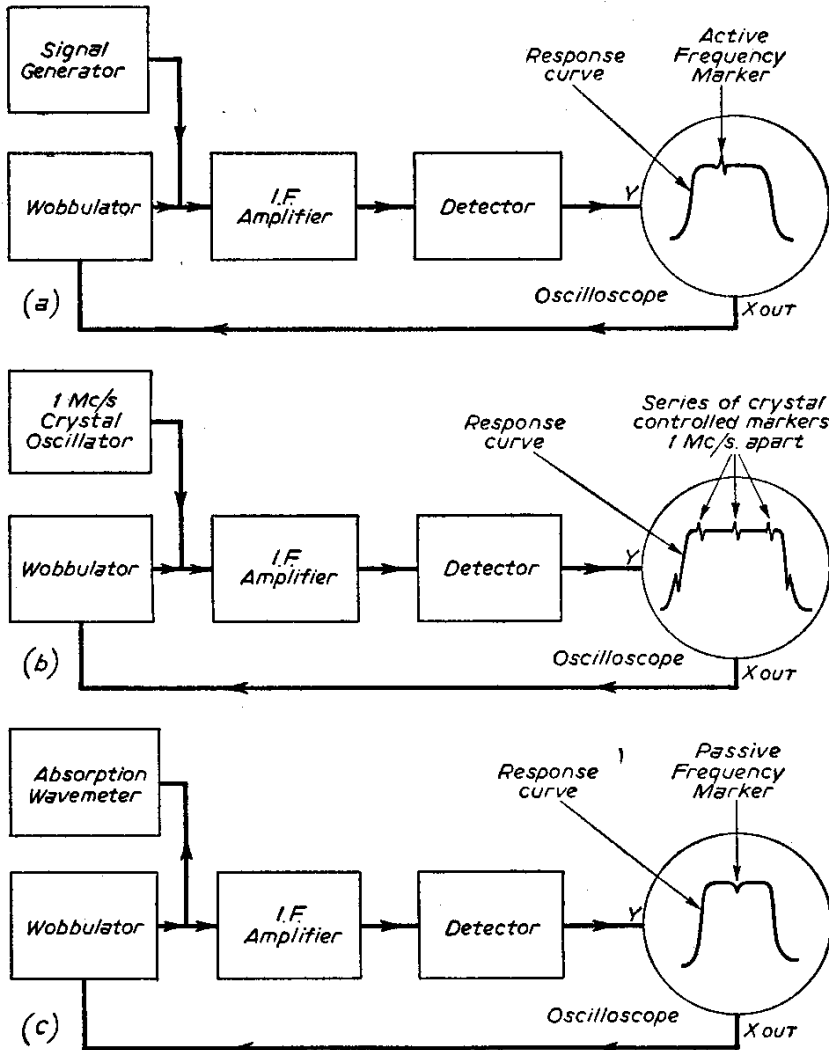 Signal
Generator
Response
curve
Active
Frequency
Marker
Wobbulator
I.F.
Amplifier
Detector
Y
(a)
Oscilloscope
X OUT
1 Mc/s
Crystal
Oscillator
Response
curve
Series of crystal
controlled markers
1 Mc/s. apart
Wobbulator
I.F.
Amplifier
Detector
Y
(b)
Oscilloscope
X OUT
Absorption
Wavemeter
Response
curve
Passive
Frequency
Marker
Wobbulator
I.F.
Amplifier
Detector
Y
(c)
Oscilloscope
X OUT